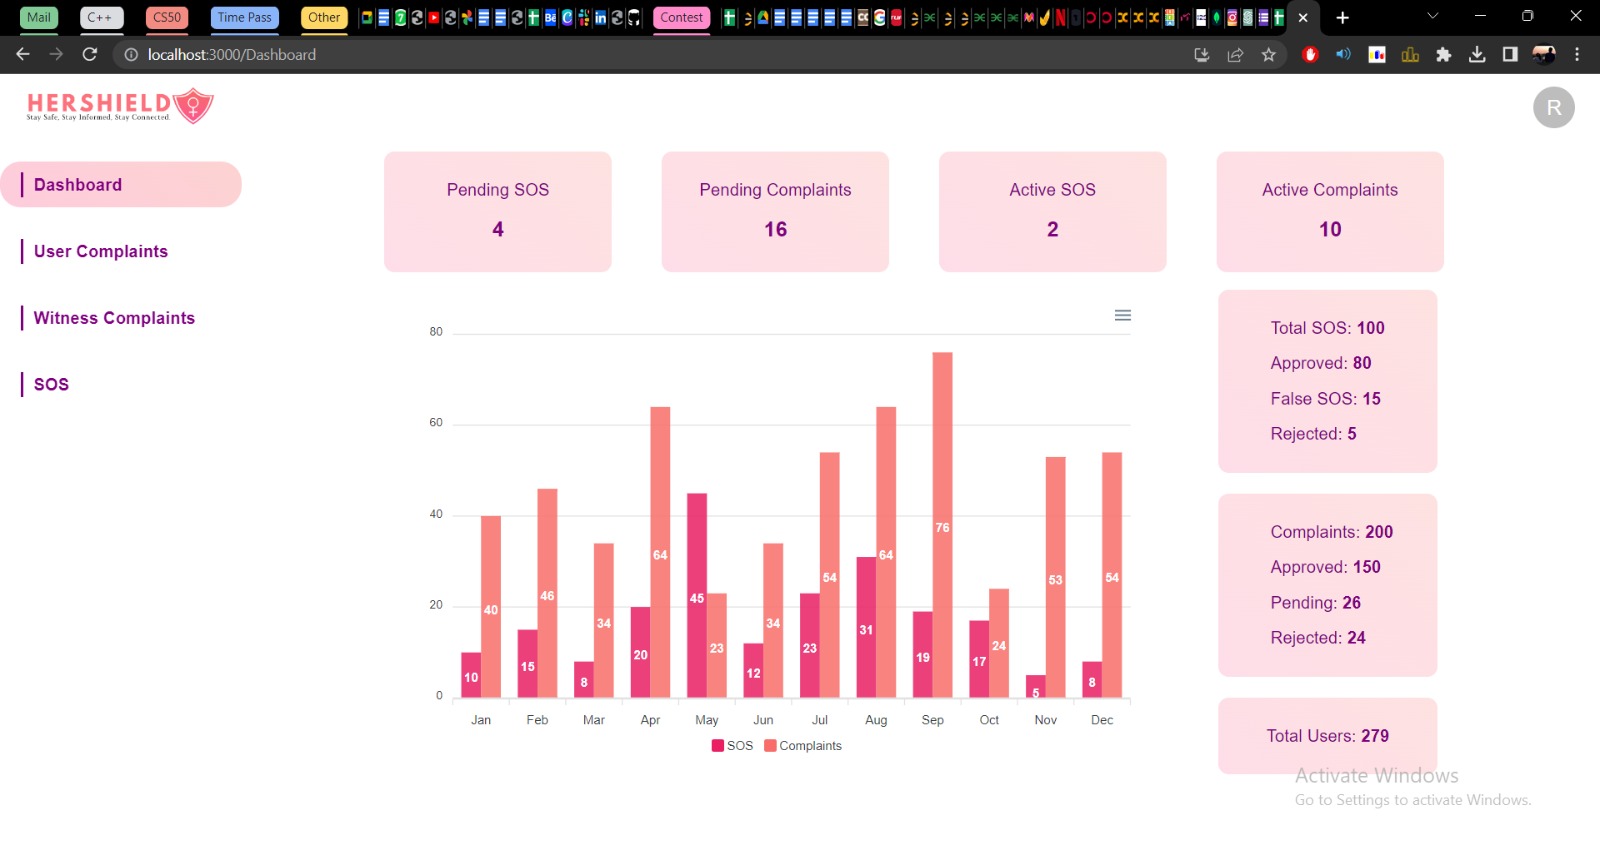 Mail C++ CS50 Time Pass Other Contest
localhost:3000/Dashboard
HERSHIELD
Stay Safe, Stay Informed, Stay Connected.
R
Dashboard
User Complaints
Witness Complaints
SOS
Pending SOS
4
Pending Complaints
16
Active SOS
2
Active Complaints
10
80
60
40
20
0
10 40 15 46 8 34 20 64 45 23 12 34 23 54 31 64 19 76 17 24 5 53 8 54
Jan Feb Mar Apr May Jun Jul Aug Sep Oct Nov Dec
SOS Complaints
Total SOS: 100
Approved: 80
False SOS: 15
Rejected: 5
Complaints: 200
Approved: 150
Pending: 26
Rejected: 24
Total Users: 279
Activate Windows
Go to Settings to activate Windows.